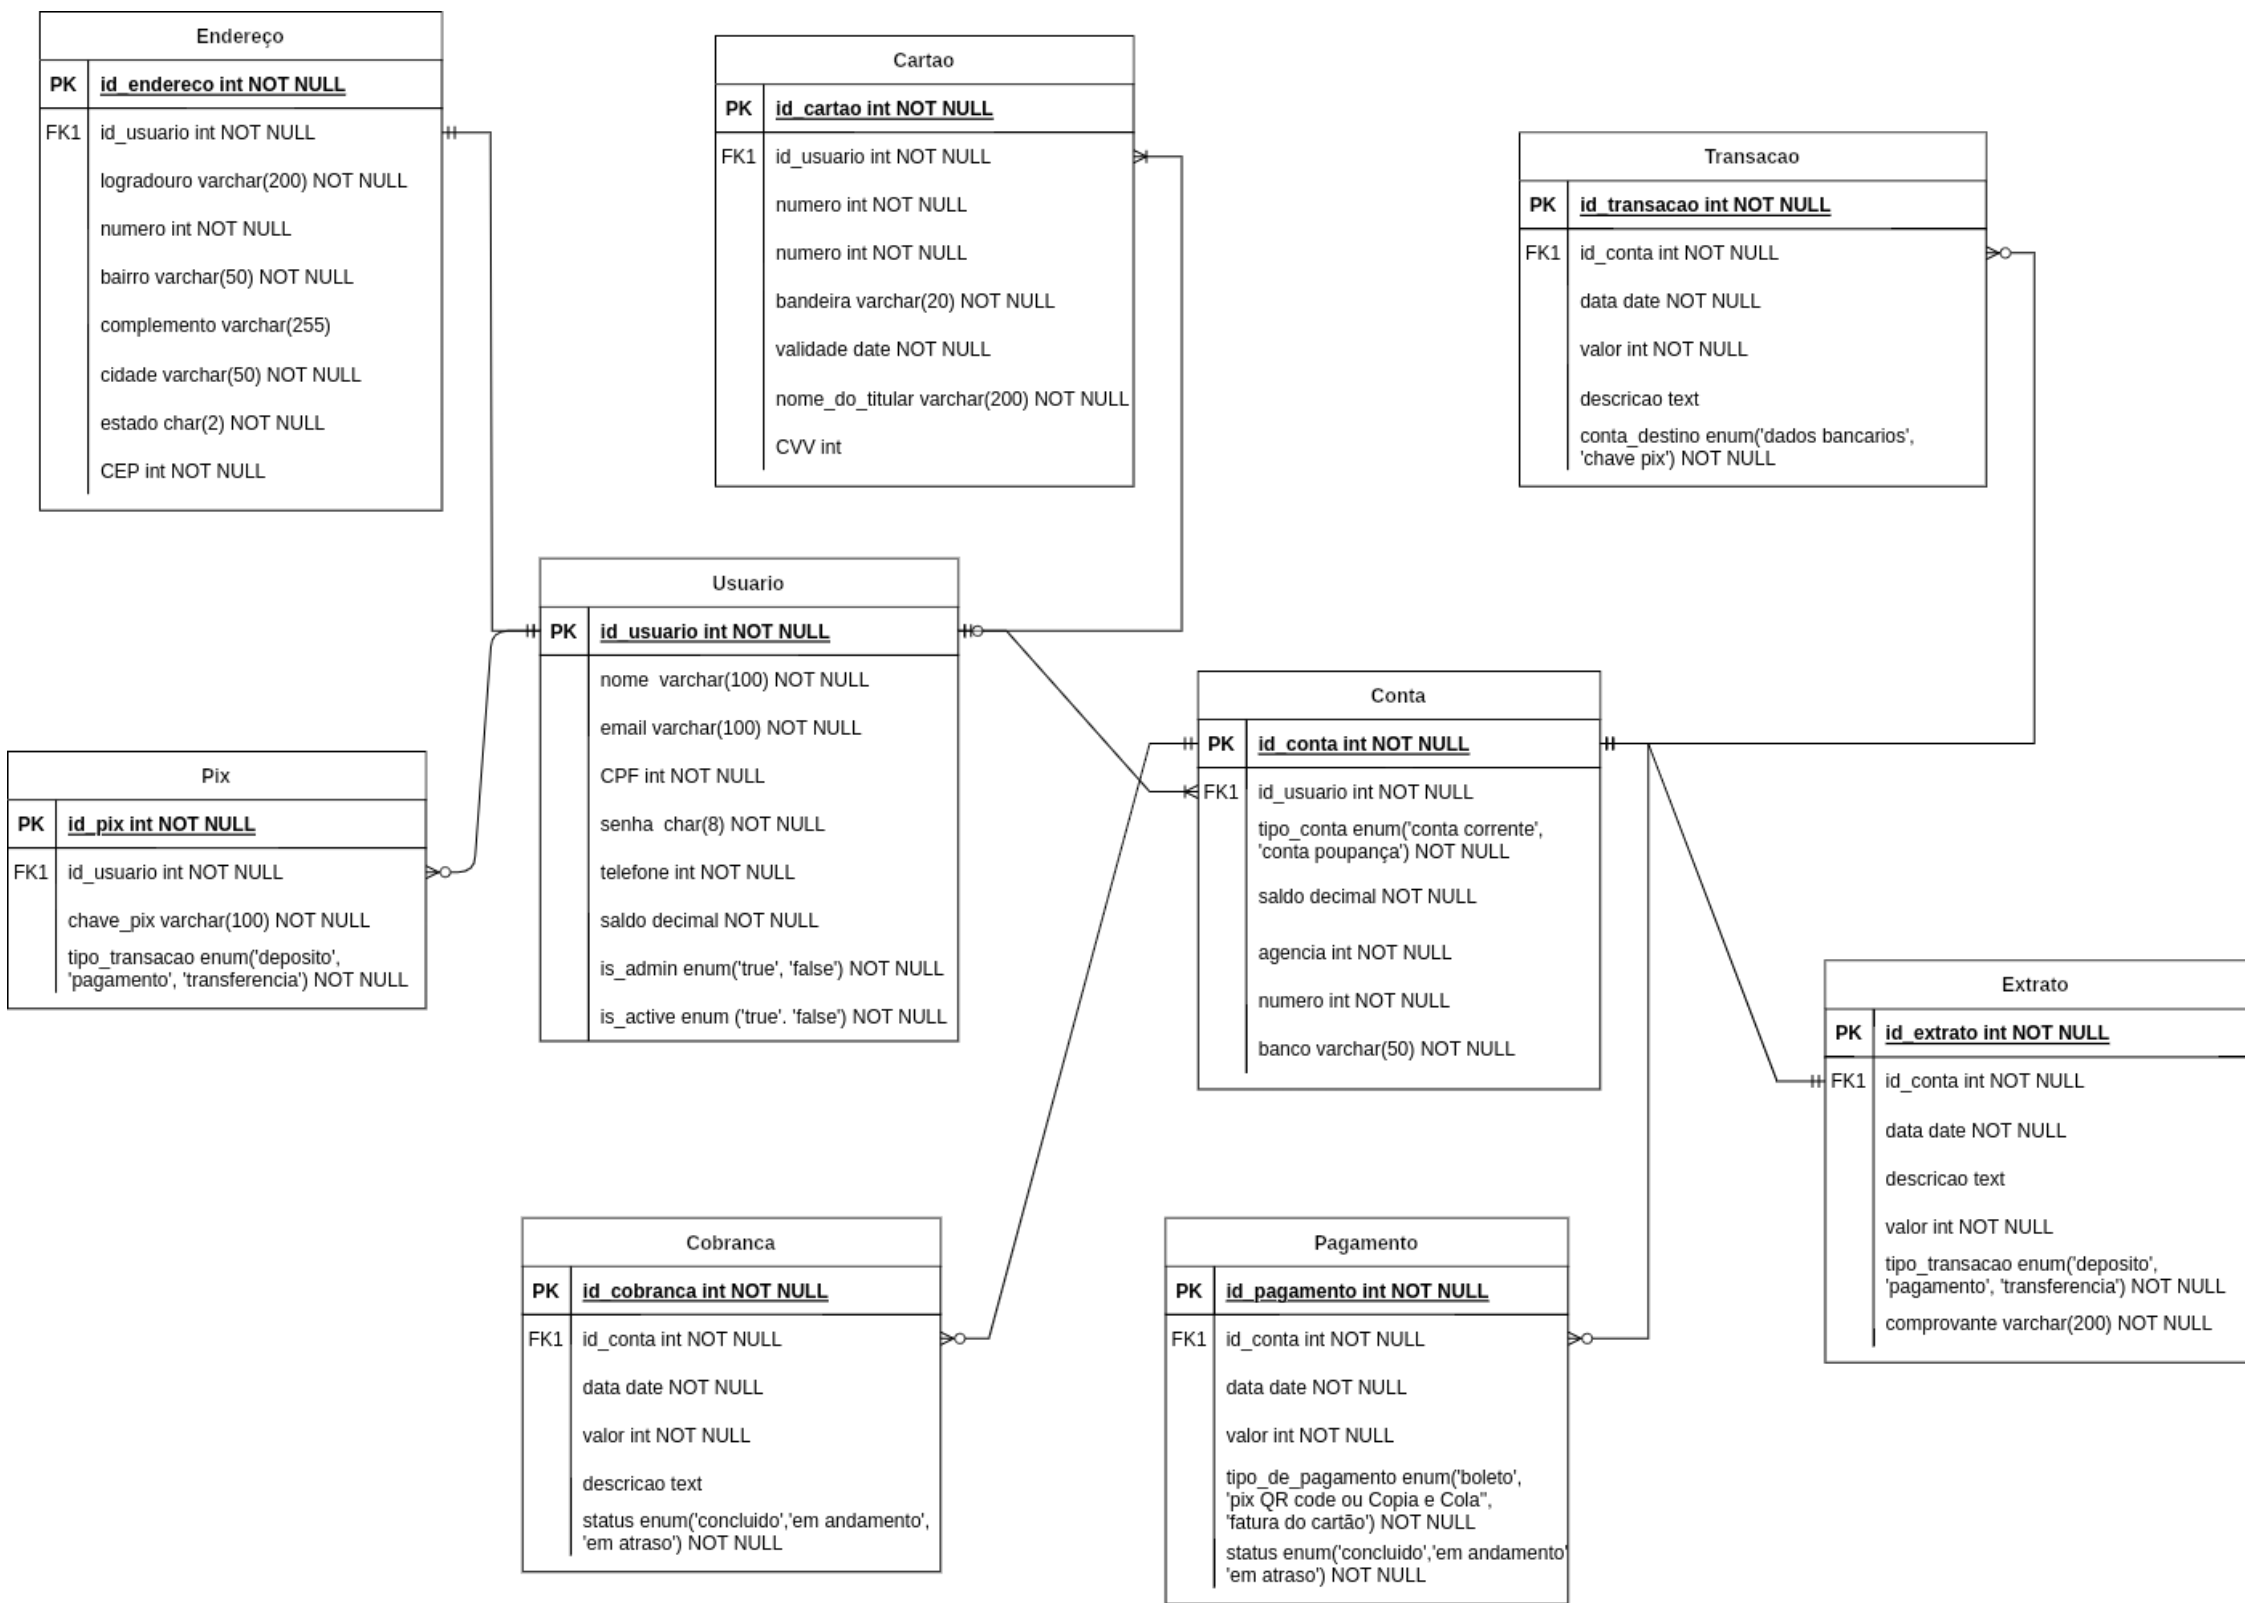 Endereço
PK id_endereco int NOT NULL
FK1 id_usuario int NOT NULL
logradouro varchar(200) NOT NULL
numero int NOT NULL
bairro varchar(50) NOT NULL
complemento varchar(255)
cidade varchar(50) NOT NULL
estado char(2) NOT NULL
CEP int NOT NULL
Cartao
PK id_cartao int NOT NULL
FK1 id_usuario int NOT NULL
numero int NOT NULL
numero int NOT NULL
bandeira varchar(20) NOT NULL
validade date NOT NULL
nome_do_titular varchar(200) NOT NULL
CVV int
Transacao
PK id_transacao int NOT NULL
FK1 id_conta int NOT NULL
data date NOT NULL
valor int NOT NULL
descricao text
conta_destino enum('dados bancarios',
'chave pix') NOT NULL
Usuario
PK id_usuario int NOT NULL
nome  varchar(100) NOT NULL
email varchar(100) NOT NULL
CPF int NOT NULL
senha  char(8) NOT NULL
telefone int NOT NULL
saldo decimal NOT NULL
is_admin enum('true', 'false') NOT NULL
is_active enum ('true'. 'false') NOT NULL
Pix
PK id_pix int NOT NULL
FK1 id_usuario int NOT NULL
chave_pix varchar(100) NOT NULL
tipo_transacao enum('deposito',
'pagamento', 'transferencia') NOT NULL
Conta
PK id_conta int NOT NULL
FK1 id_usuario int NOT NULL
tipo_conta enum('conta corrente',
'conta poupança') NOT NULL
saldo decimal NOT NULL
agencia int NOT NULL
numero int NOT NULL
banco varchar(50) NOT NULL
Extrato
PK id_extrato int NOT NULL
FK1 id_conta int NOT NULL
data date NOT NULL
descricao text
valor int NOT NULL
tipo_transacao enum('deposito',
'pagamento', 'transferencia') NOT NULL
comprovante varchar(200) NOT NULL
Cobranca
PK id_cobranca int NOT NULL
FK1 id_conta int NOT NULL
data date NOT NULL
valor int NOT NULL
descricao text
status enum('concluido','em andamento',
'em atraso') NOT NULL
Pagamento
PK id_pagamento int NOT NULL
FK1 id_conta int NOT NULL
data date NOT NULL
valor int NOT NULL
tipo_de_pagamento enum('boleto',
'pix QR code ou Copia e Cola",
'fatura do cartão') NOT NULL
status enum('concluido','em andamento'
'em atraso') NOT NULL